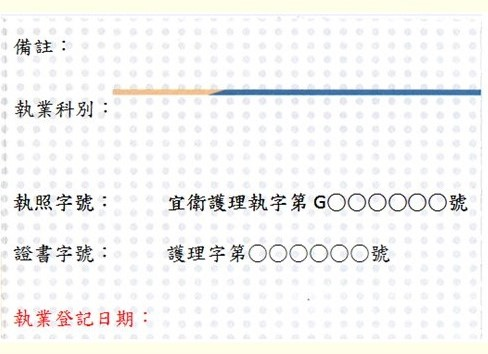 備註：
執業科別：
執照字號： 宜衛護理執字第G○○○○○○號
證書字號： 護理字第○○○○○○號
執業登記日期：